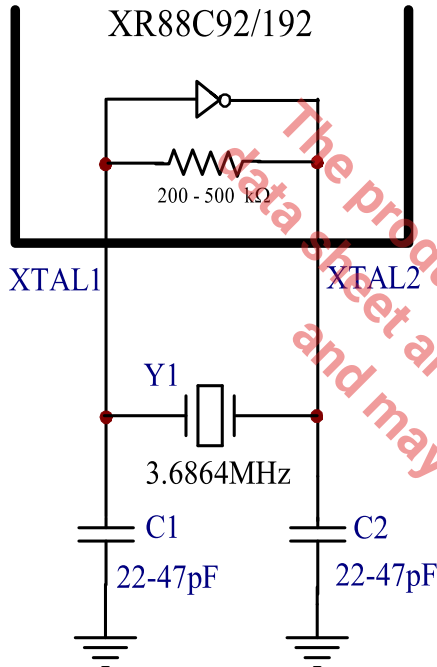 XR88C92/192
200 - 500 kΩ
XTAL1
XTAL2
Y1
3.6864MHz
C1
22-47pF
C2
22-47pF
The
data sheet
and may